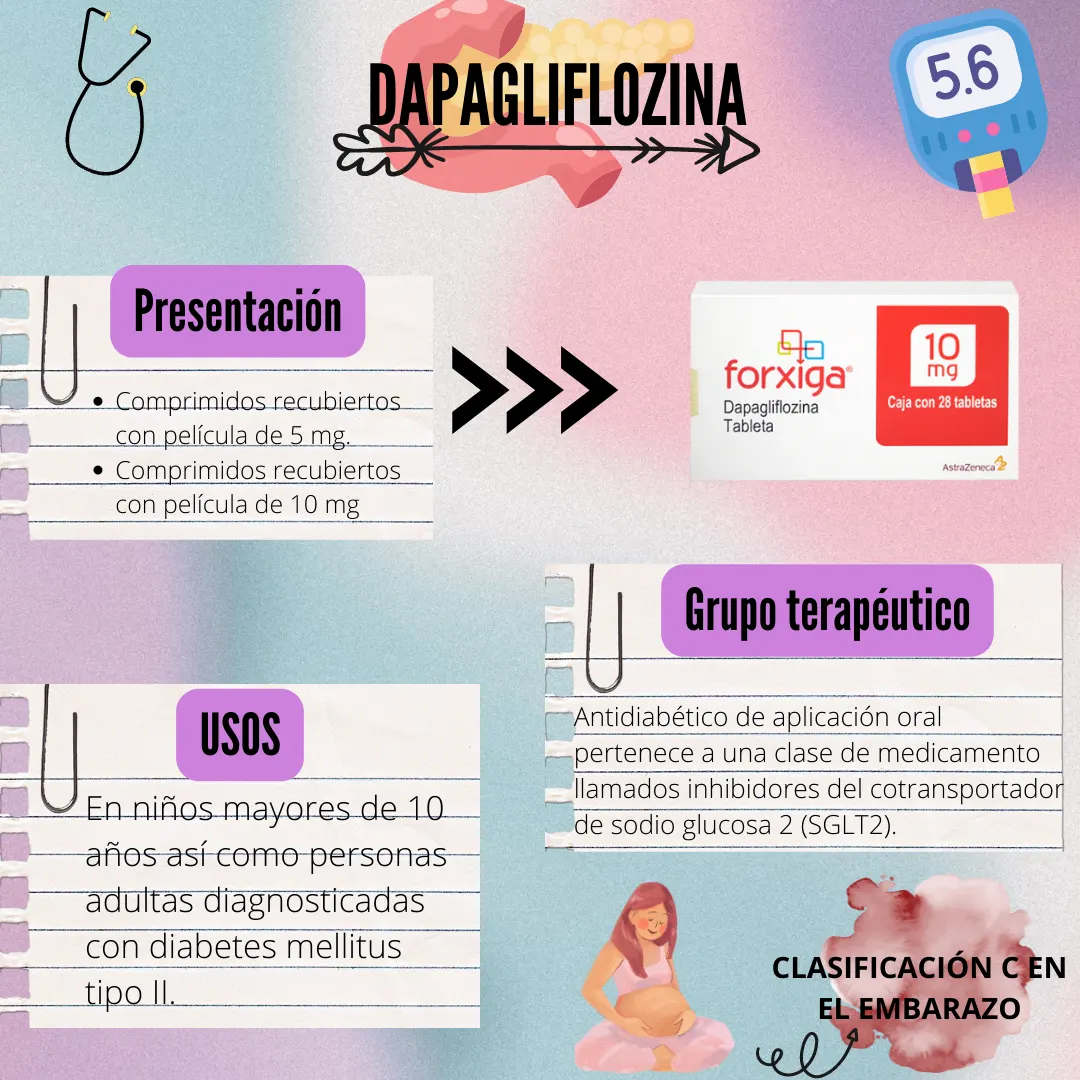 DAPAGLIFLOZINA
5.6
Presentación
Comprimidos recubiertos
con película de 5 mg.
Comprimidos recubiertos
con película de 10 mg
forxiga®
Dapagliflozina
Tableta
10
mg
Caja con 28 tabletas
AstraZeneca
Grupo terapéutico
Antidiabético de aplicación oral
pertenece a una clase de medicamento
llamados inhibidores del cotransportador
de sodio glucosa 2 (SGLT2).
USOS
En niños mayores de 10
años así como personas
adultas diagnosticadas
con diabetes mellitus
tipo II.
CLASIFICACIÓN C EN
EL EMBARAZO